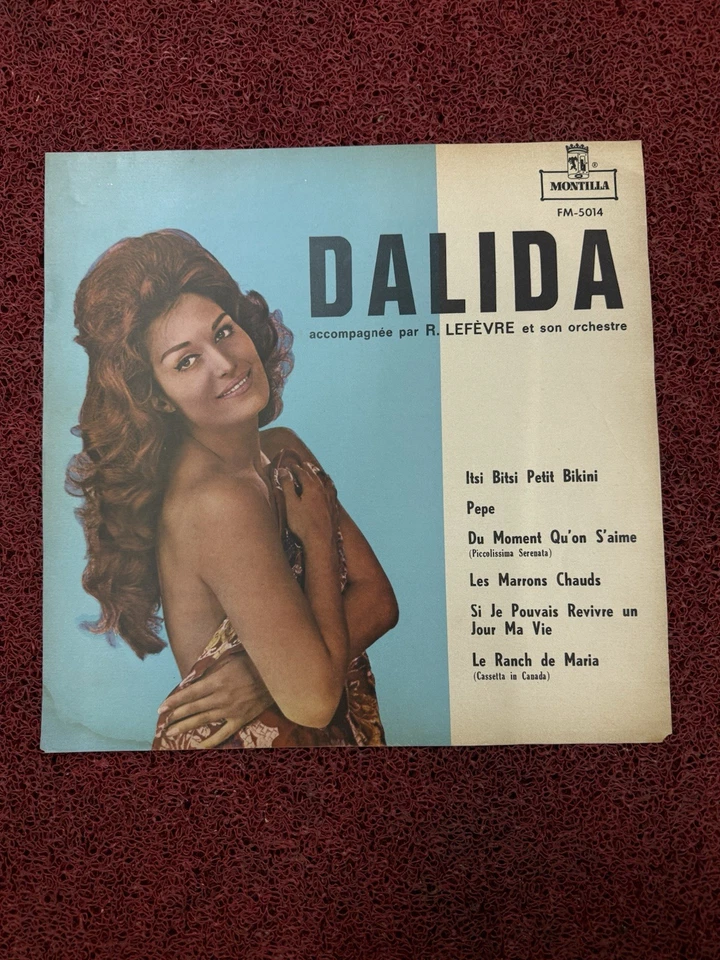 ®
MONTILLA
FM-5014
DALIDA
accompagnée par R. LEFÈVRE et son orchestre
Itsi Bitsi Petit Bikini
Pepe
Du Moment Qu'on S'aime
(Piccolissima Serenata)
Les Marrons Chauds
Si Je Pouvais Revivre un
Jour Ma Vie
Le Ranch de Maria
(Cassetta in Canada)